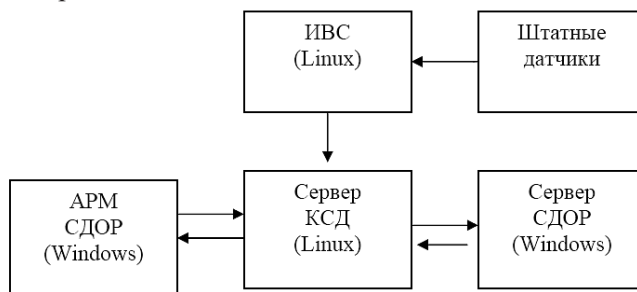 ИВС
(Linux)
Штатные
датчики
АРМ
СДОР
(Windows)
Сервер
КСД
(Linux)
Сервер
СДОР
(Windows)